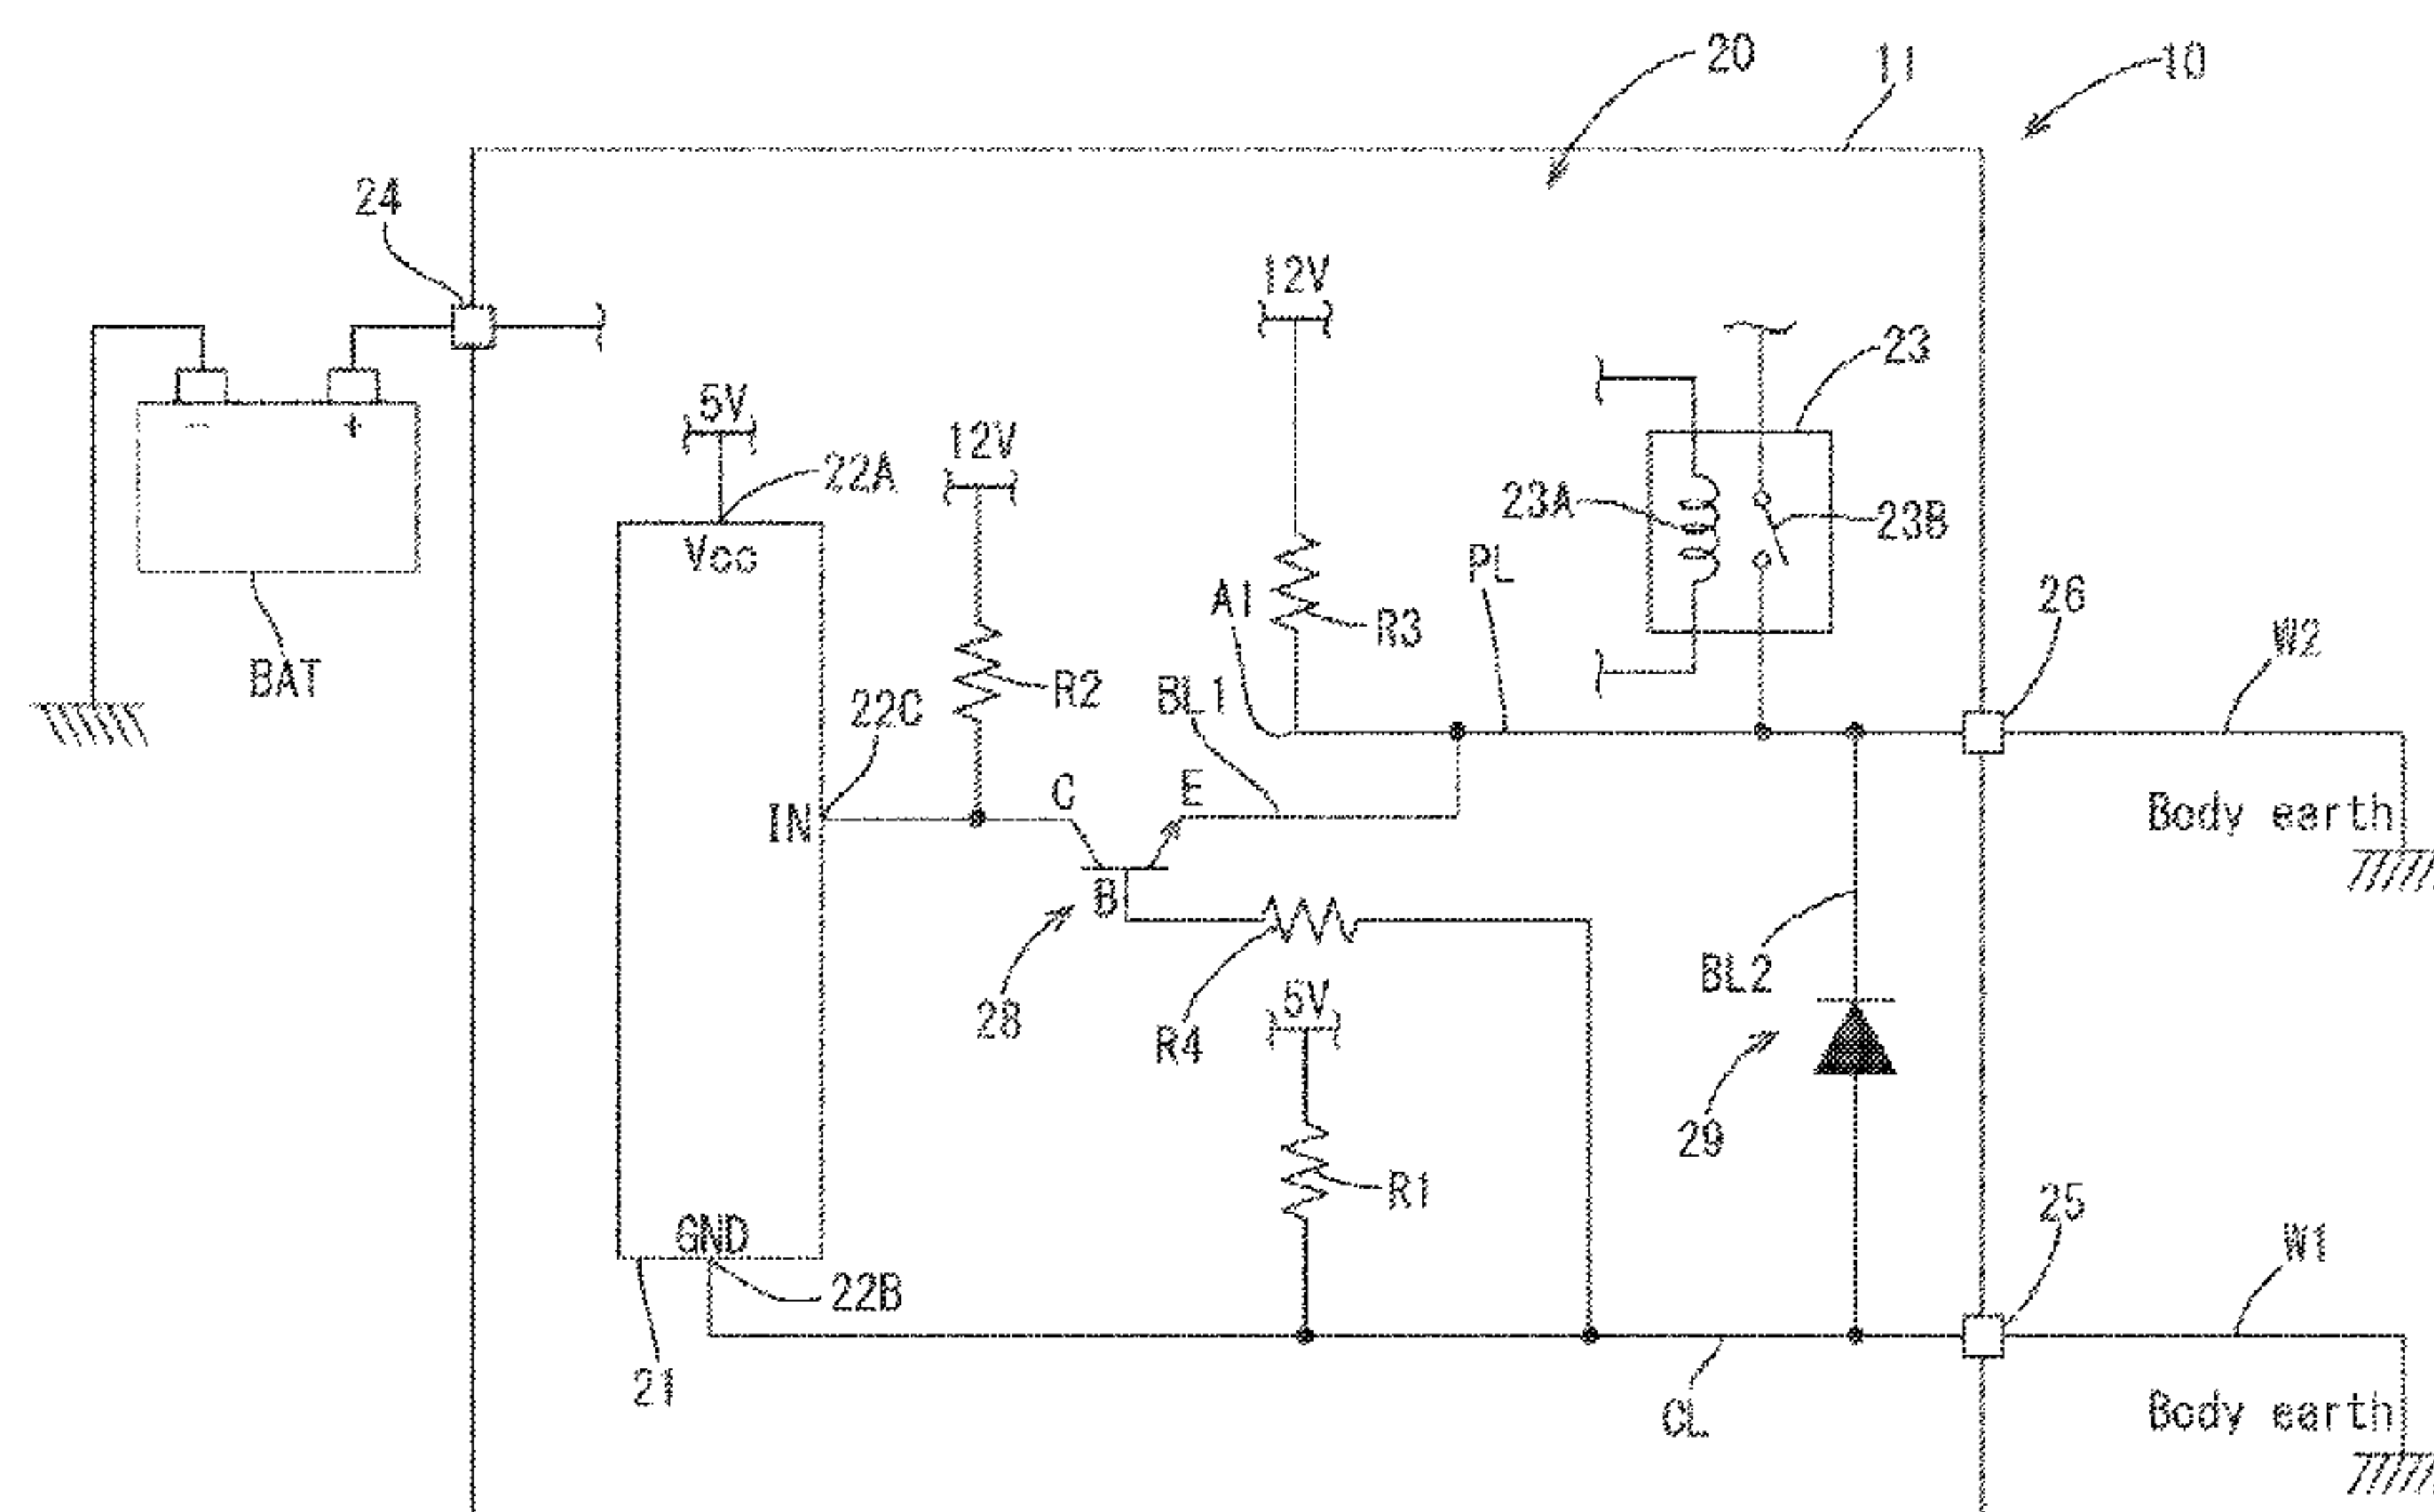 20
11
10
24
12V
5V
12V
23
22A
23A
23B
Vcc
− +
PL
26
A1
R3
W2
BAT
R2
BL1
22C
C
E
IN
Body earth
B
28
R4
5V
BL2
29
R1
25
GND
22B
W1
21
CL
Body earth